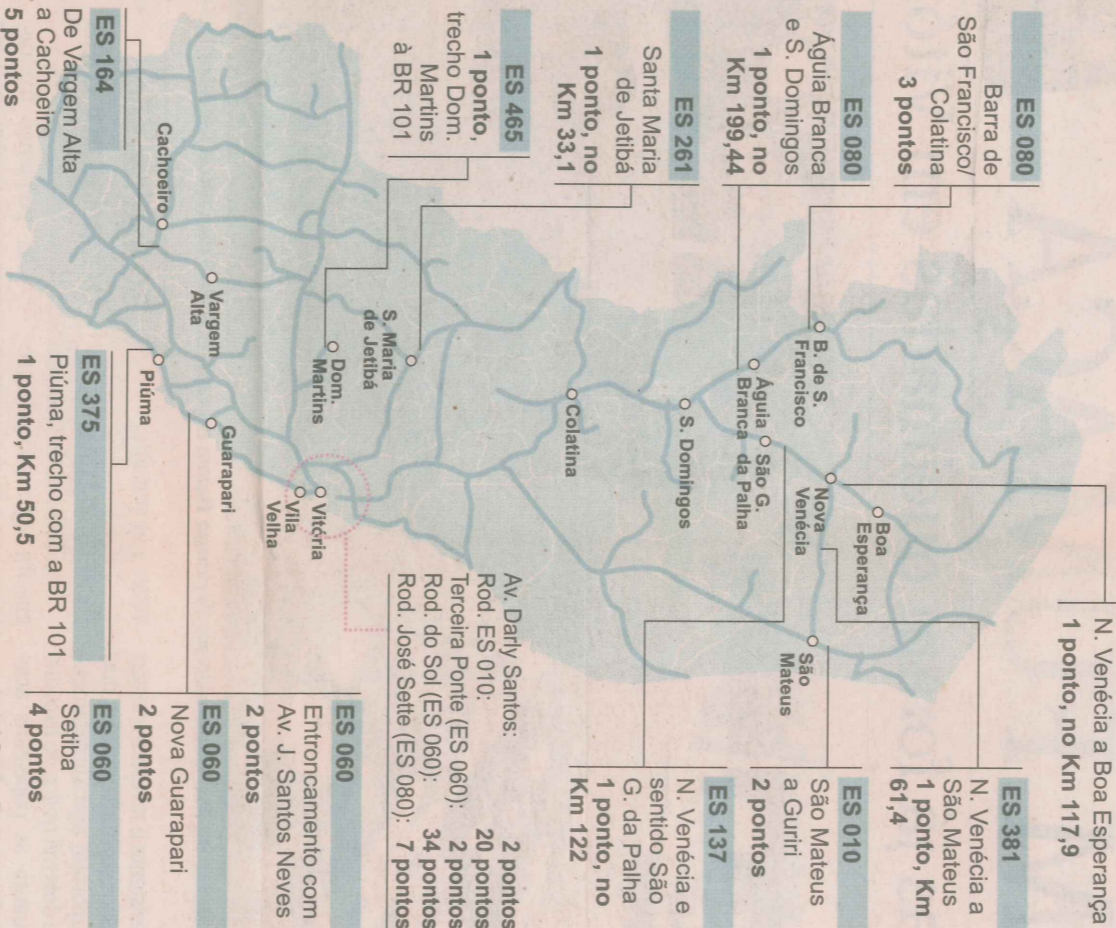 N. Venécia a Boa Esperança
1 ponto, no Km 117,9
ES 080
Barra de
São Francisco/
Colatina
3 pontos
ES 080
Águia Branca
e S. Domingos
1 ponto, no
Km 199,44
ES 261
Santa Maria
de Jetibá
1 ponto, no
Km 33,1
ES 465
1 ponto,
trecho Dom.
Martins
à BR 101
ES 164
De Vargem Alta
a Cachoeiro
5 pontos
B. de S.
Francisco
Águia
Branca
São G.
da Palha
Nova
Venécia
Boa
Esperança
São
Mateus
S. Domingos
Colatina
S. Maria
de Jetibá
Dom.
Martins
Vitória
Vila
Velha
Cachoeiro
Vargem
Alta
Guarapari
Piúma
ES 381
N. Venécia a
São Mateus
1 ponto, Km
61,4
ES 010
São Mateus
a Guriri
2 pontos
ES 137
N. Venécia e
sentido São
G. da Palha
1 ponto, no
Km 122
Av. Darly Santos: 2 pontos
Rod. ES 010: 20 pontos
Terceira Ponte (ES 060): 2 pontos
Rod. do Sol (ES 060): 34 pontos
Rod. José Sette (ES 080): 7 pontos
ES 060
Entroncamento com
Av. J. Santos Neves
2 pontos
ES 060
Nova Guarapari
2 pontos
ES 060
Setiba
4 pontos
ES 375
Piúma, trecho com a BR 101
1 ponto, Km 50,5